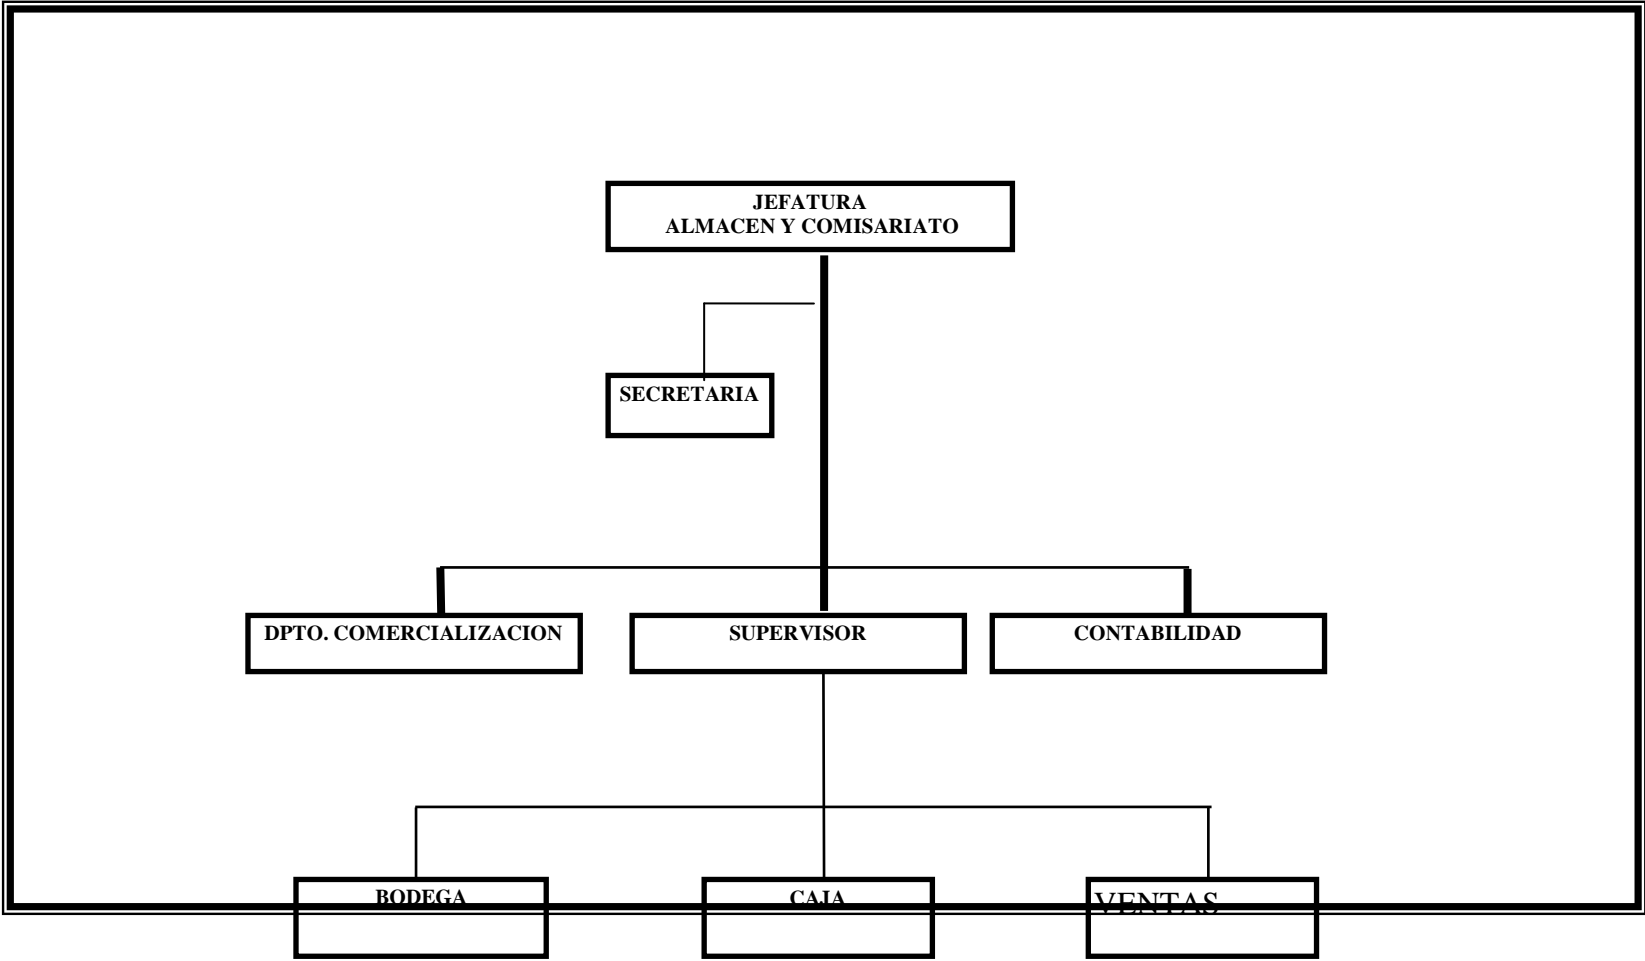 JEFATURA
ALMACEN Y COMISARIATO
SECRETARIA
DPTO. COMERCIALIZACION
SUPERVISOR
CONTABILIDAD
BODEGA
CAJA
VENTAS